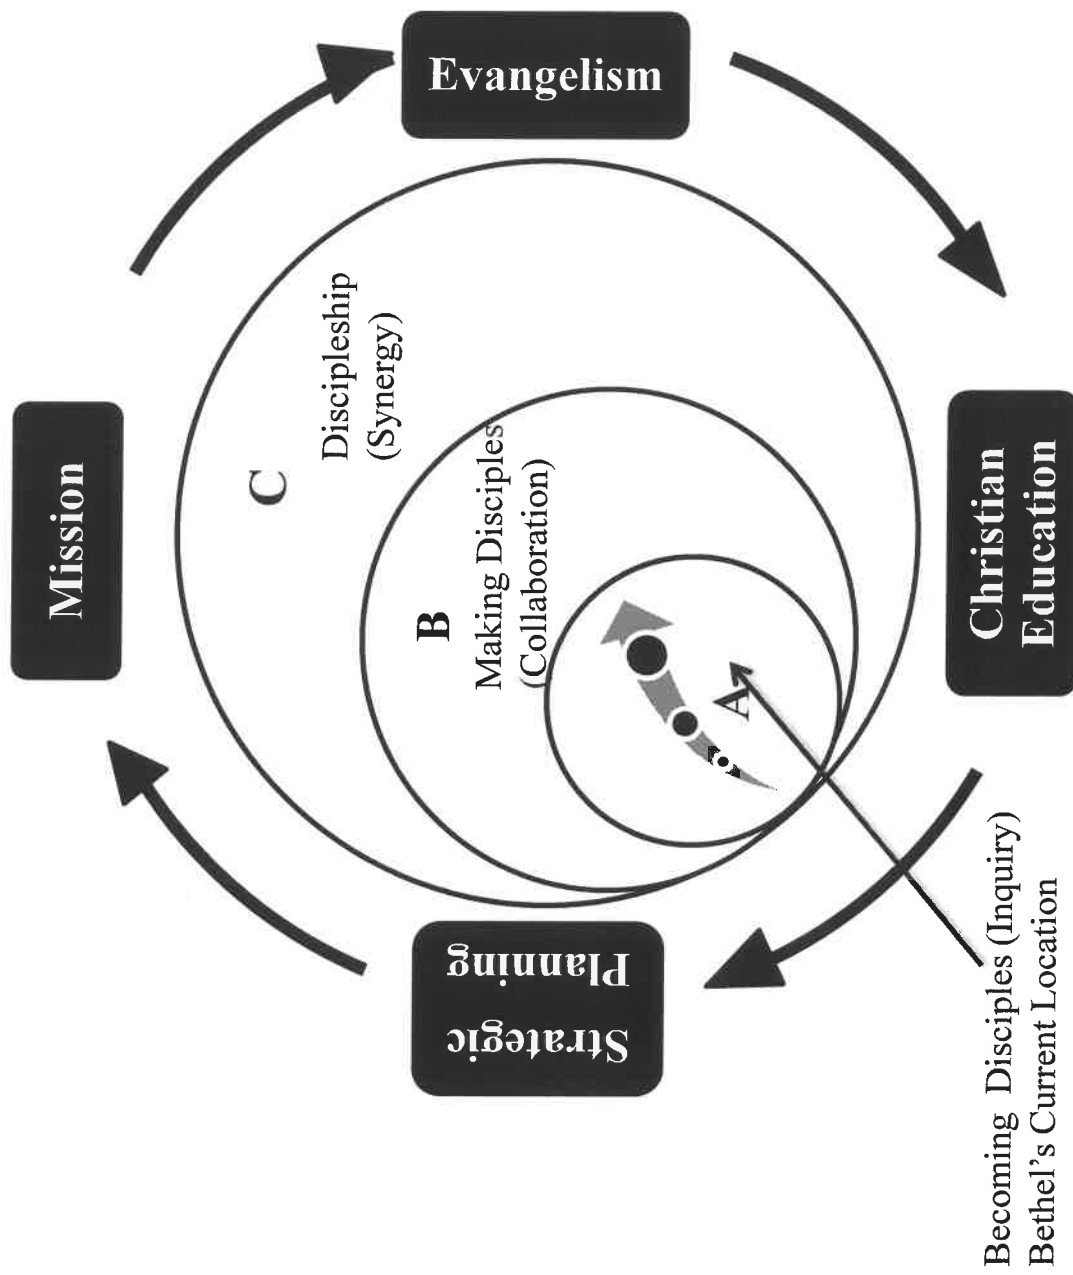 Mission
Evangelism
C
Discipleship
(Synergy)
B
Making Disciples
(Collaboration)
A
Strategic
Planning
Christian
Education
Becoming Disciples (Inquiry)
Bethel's Current Location